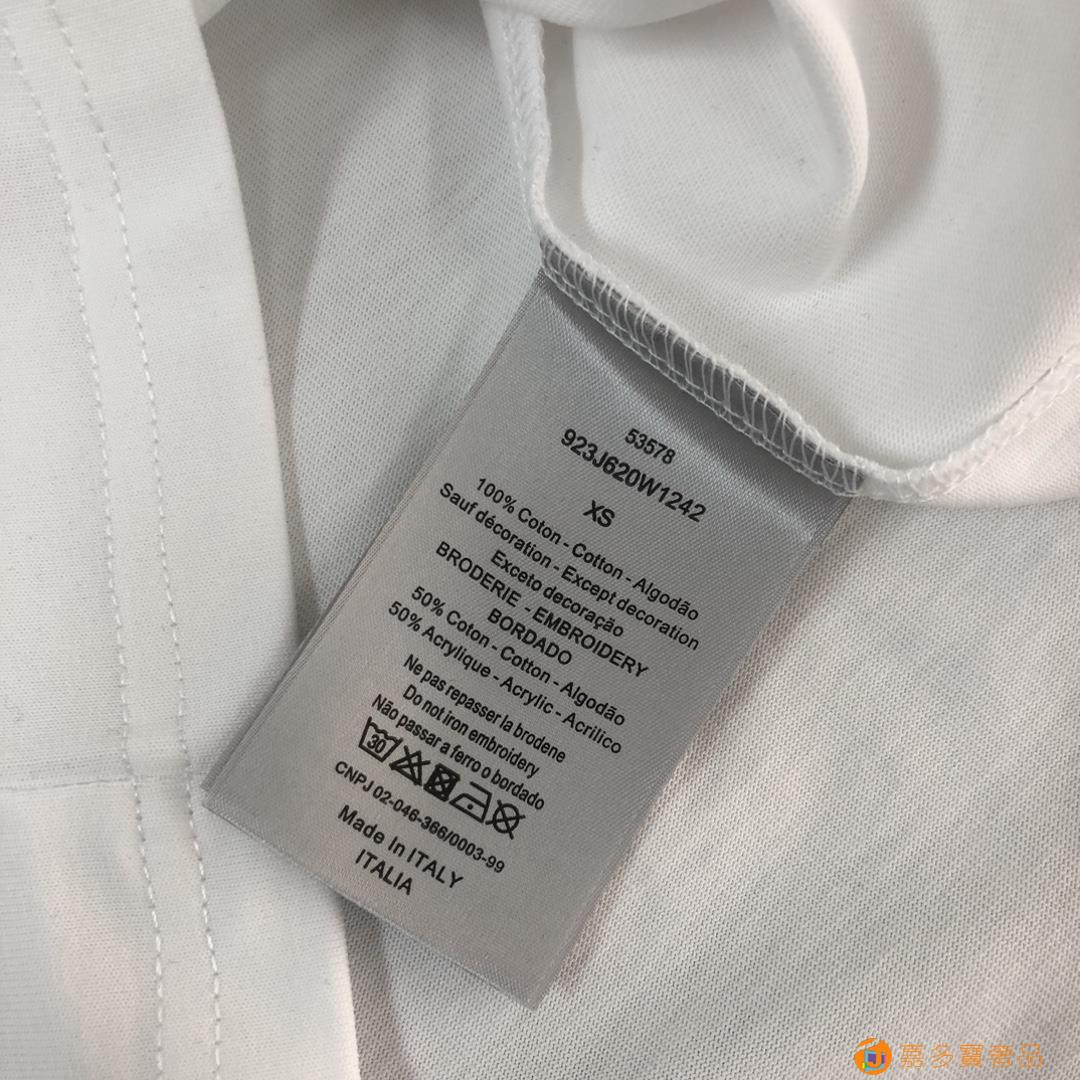 53578
923J620W1242
XS
100% Coton - Cotton - Algodão
Sauf décoration - Except decoration
Exceto decoração
BRODERIE - EMBROIDERY
BORDADO
50% Coton - Cotton - Algodão
50% Acrylique - Acrylic - Acrilico
Ne pas repasser la brodene
Do not iron embroidery
Não passar a ferro o bordado
30
CNPJ 02-046-366/0003-99
Made In ITALY
ITALIA
嘉多寶奢品